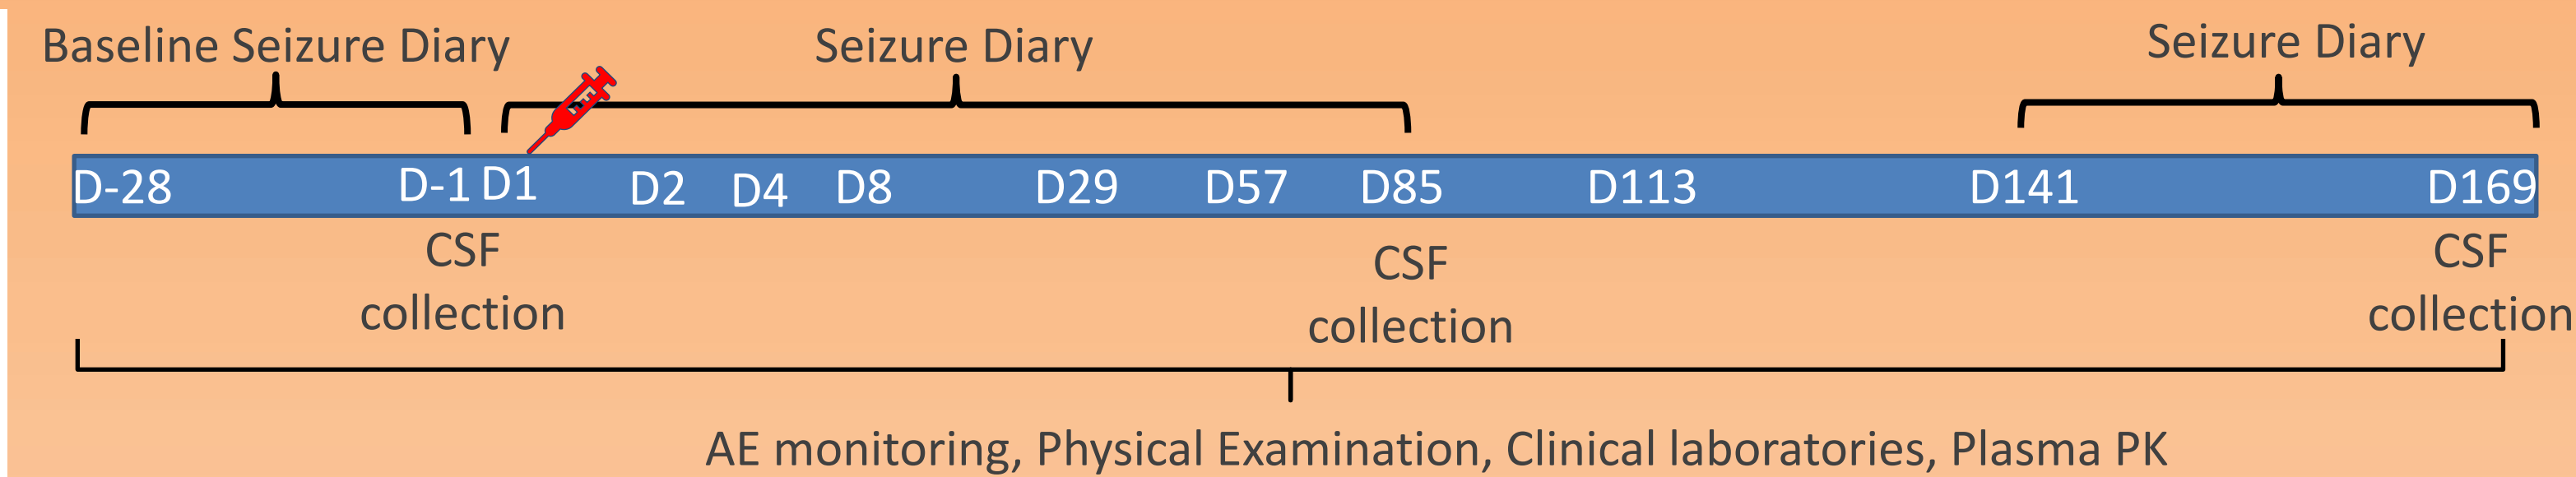 Baseline Seizure Diary
Seizure Diary
Seizure Diary
D-28 D-1 D1 D2 D4 D8 D29 D57 D85 D113 D141 D169
CSF
collection
CSF
collection
CSF
collection
AE monitoring, Physical Examination, Clinical laboratories, Plasma PK